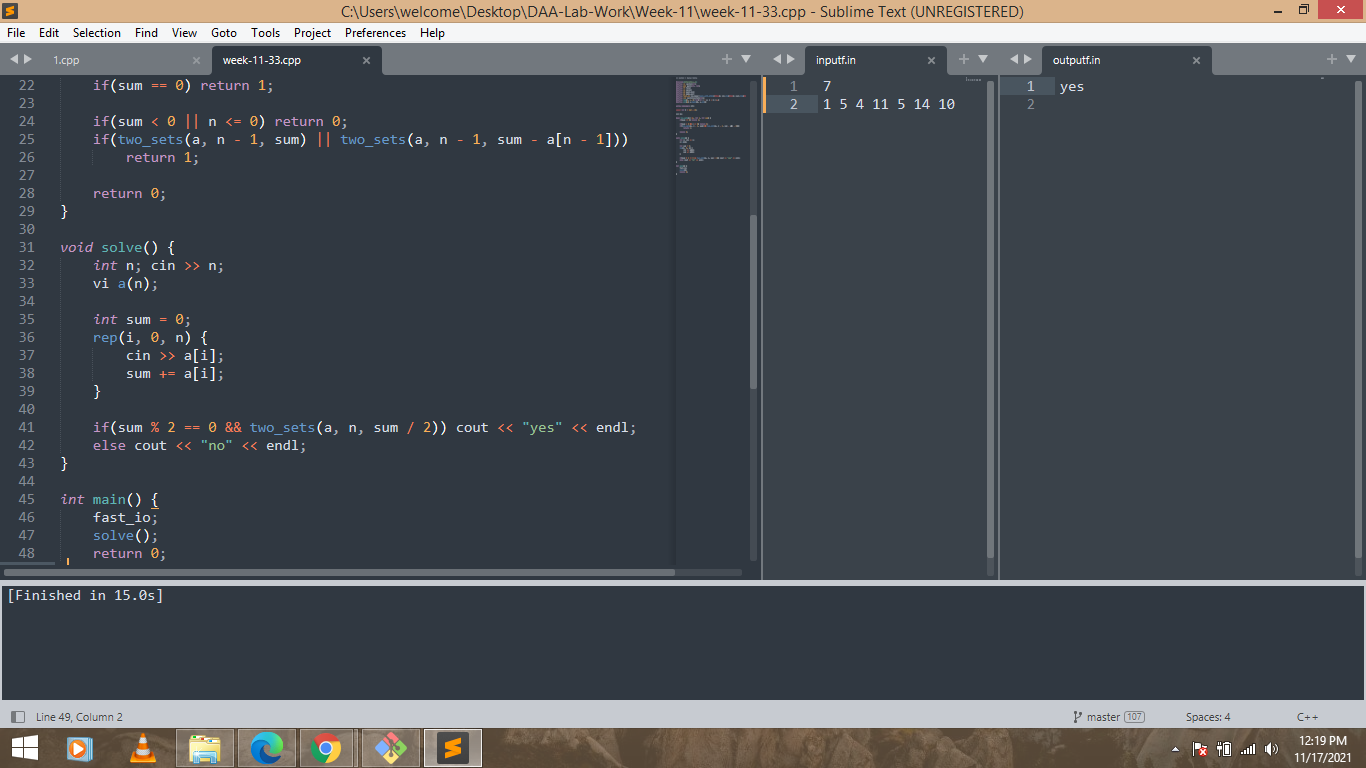 C:\Users\welcome\Desktop\DAA-Lab-Work\Week-11\week-11-33.cpp - Sublime Text (UNREGISTERED)
File Edit Selection Find View Goto Tools Project Preferences Help
1.cpp week-11-33.cpp
22 if(sum == 0) return 1;
23
24 if(sum < 0 || n <= 0) return 0;
25 if(two_sets(a, n - 1, sum) || two_sets(a, n - 1, sum - a[n - 1]))
26 return 1;
27
28 return 0;
29 }
30
31 void solve() {
32 int n; cin >> n;
33 vi a(n);
34
35 int sum = 0;
36 rep(i, 0, n) {
37 cin >> a[i];
38 sum += a[i];
39 }
40
41 if(sum % 2 == 0 && two_sets(a, n, sum / 2)) cout << "yes" << endl;
42 else cout << "no" << endl;
43 }
44
45 int main() {
46 fast_io;
47 solve();
48 return 0;
inputf.in
1 7
2 1 5 4 11 5 14 10
outputf.in
1 yes
2
[Finished in 15.0s]
Line 49, Column 2
master 107
Spaces: 4
C++
12:19 PM
11/17/2021